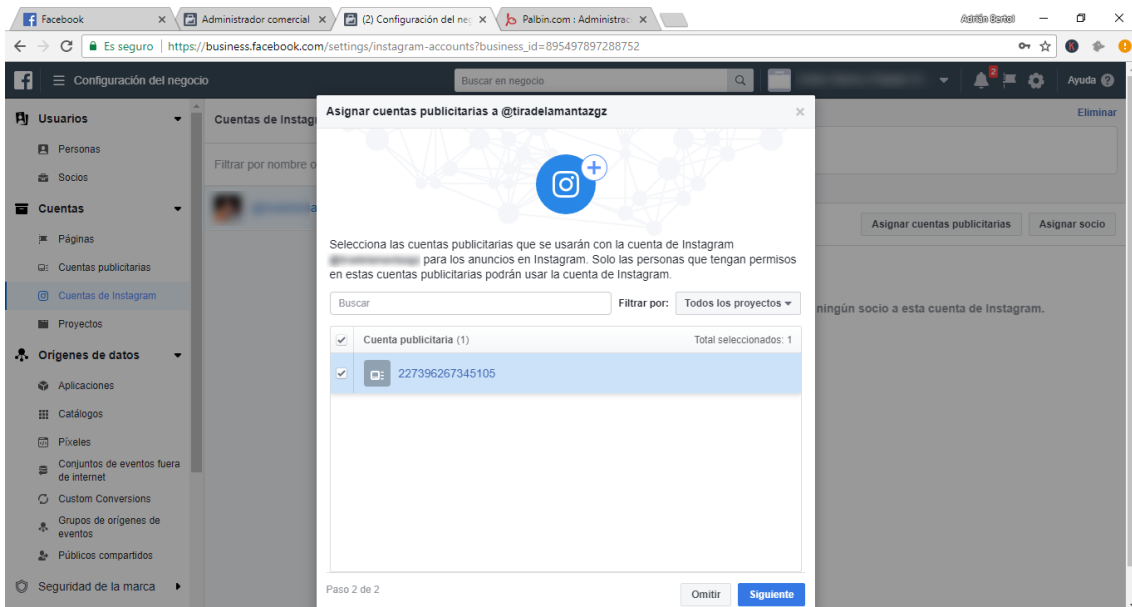 Facebook
Administrador comercial
(2) Configuración del neg
Palbin.com : Administrac
Adrián Bertol
Es seguro
https://business.facebook.com/settings/instagram-accounts?business_id=895497897288752
Configuración del negocio
Buscar en negocio
2
Ayuda
Usuarios
Personas
Socios
Cuentas
Páginas
Cuentas publicitarias
Cuentas de Instagram
Proyectos
Orígenes de datos
Aplicaciones
Catálogos
Píxeles
Conjuntos de eventos fuera
de internet
Custom Conversions
Grupos de orígenes de
eventos
Públicos compartidos
Seguridad de la marca
Cuentas de Instag
Filtrar por nombre o
Asignar cuentas publicitarias a @tiradelamantazgz
Selecciona las cuentas publicitarias que se usarán con la cuenta de Instagram
para los anuncios en Instagram. Solo las personas que tengan permisos
en estas cuentas publicitarias podrán usar la cuenta de Instagram.
Buscar
Filtrar por:
Todos los proyectos
Cuenta publicitaria (1)
Total seleccionados: 1
227396267345105
Paso 2 de 2
Omitir
Siguiente
Eliminar
Asignar cuentas publicitarias
Asignar socio
ningún socio a esta cuenta de Instagram.